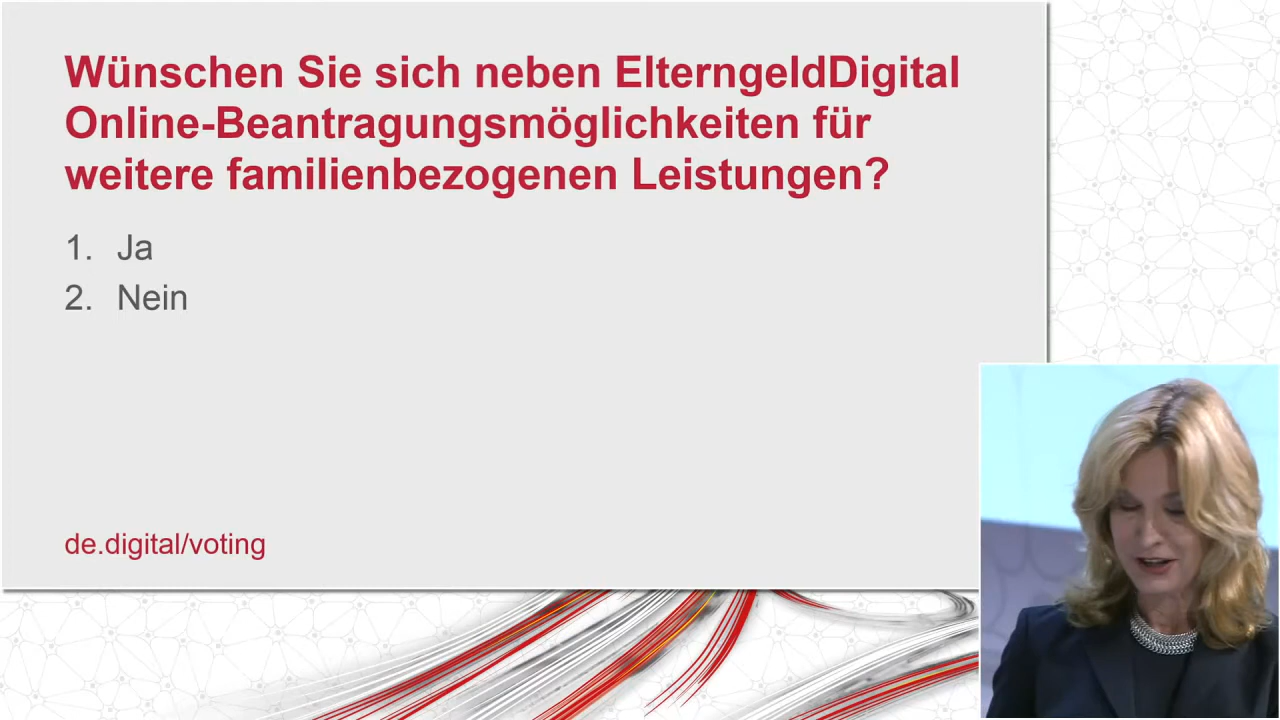 Wünschen Sie sich neben ElterngeldDigital
Online-Beantragungsmöglichkeiten für
weitere familienbezogenen Leistungen?
1. Ja
2. Nein
de.digital/voting